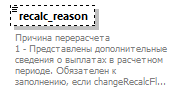 recalc_reason
Причина перерасчета
1 - Представлены дополнительные
сведения о выплатах в расчетном
периоде. Обязателен к
заполнению, если changeRecalcFl...